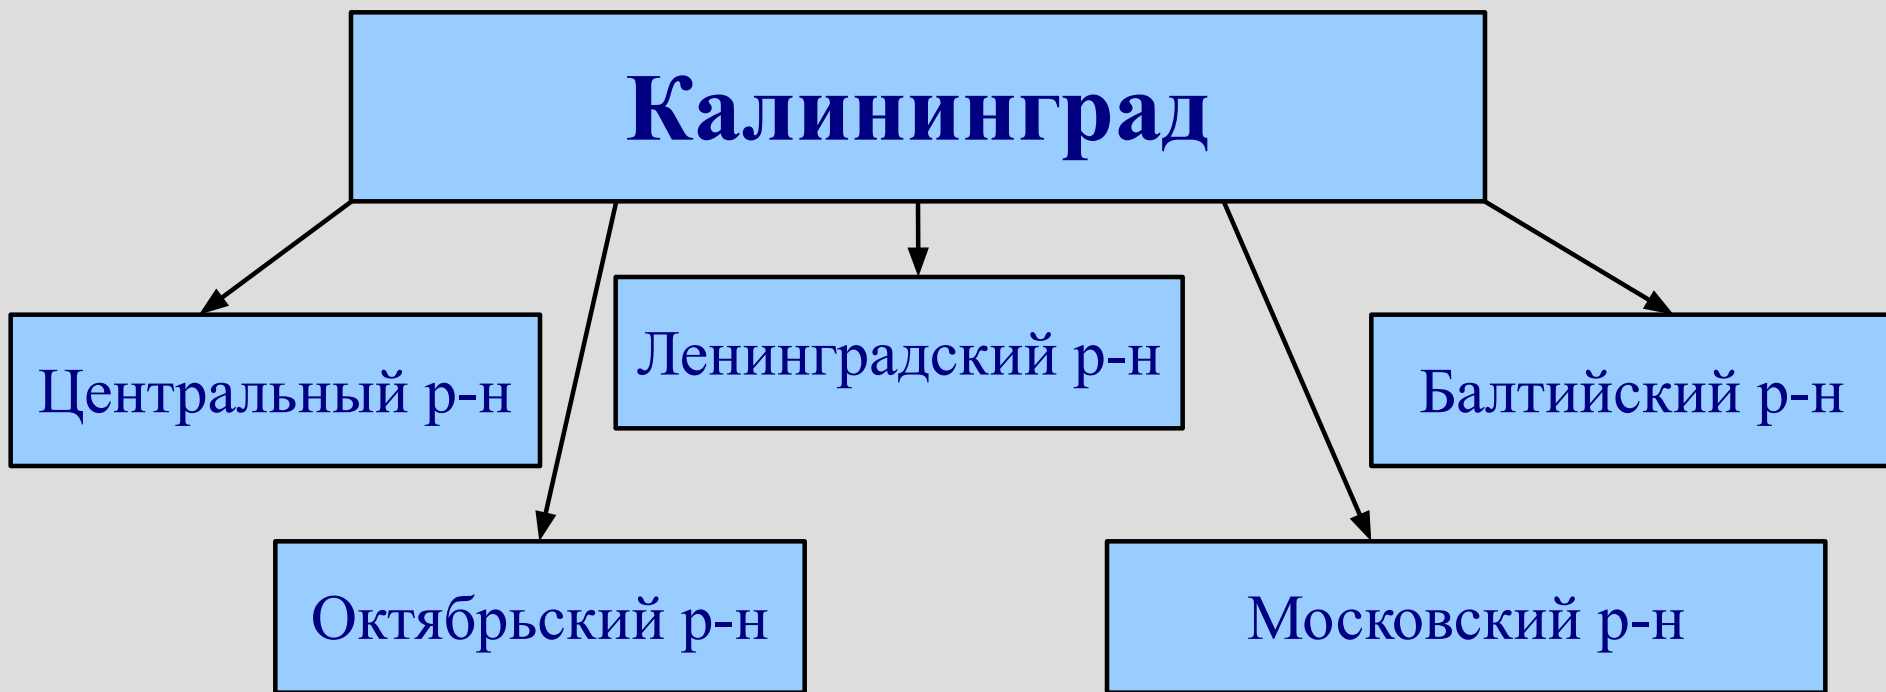 Калининград
Центральный р-н
Ленинградский р-н
Балтийский р-н
Октябрьский р-н
Московский р-н